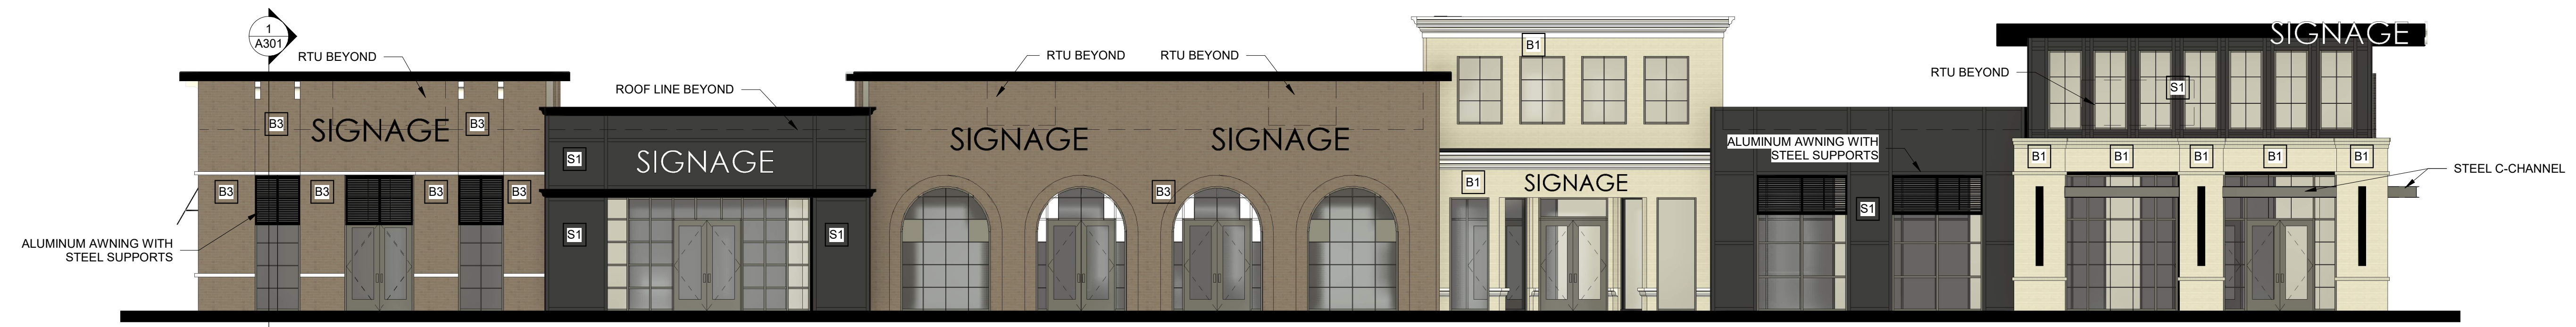 1
A301
RTU BEYOND
ROOF LINE BEYOND
RTU BEYOND
RTU BEYOND
B1
SIGNAGE
RTU BEYOND
S1
B3
SIGNAGE
B3
S1
SIGNAGE
SIGNAGE
SIGNAGE
ALUMINUM AWNING WITH
STEEL SUPPORTS
B1
B1
B1
B1
B1
B3
B3
B3
B3
B3
B1
SIGNAGE
STEEL C-CHANNEL
S1
S1
S1
ALUMINUM AWNING WITH
STEEL SUPPORTS